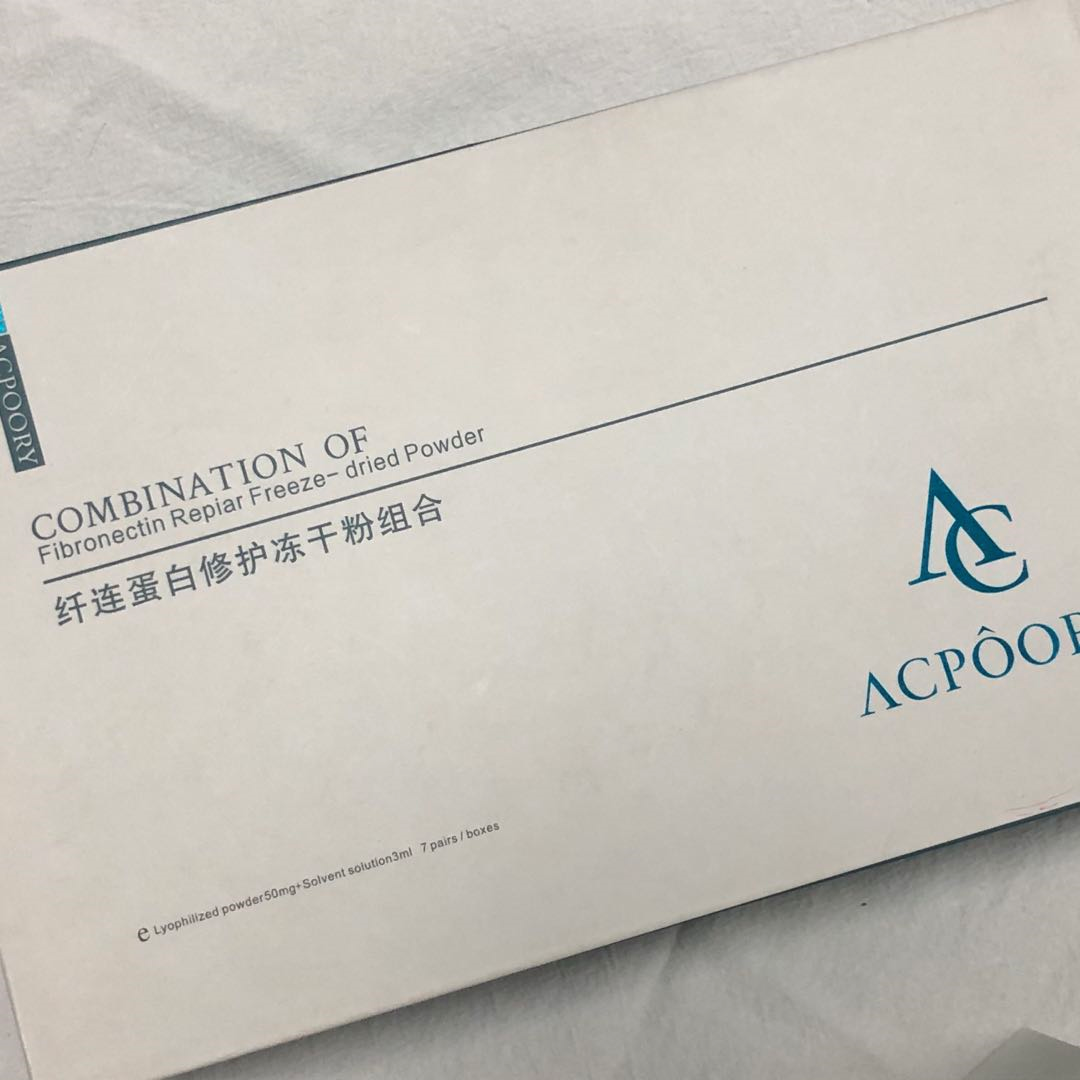 ACPOORY
COMBINATION OF
Fibronectin Repiar Freeze- dried Powder
纤连蛋白修护冻干粉组合
AC
ACPÔOR
e Lyophilized powder50mg+Solvent solution3ml 7 pairs / boxes